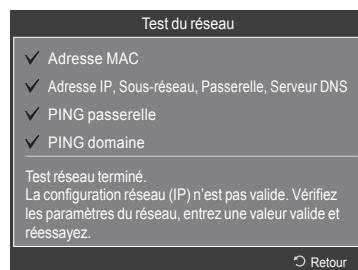 Test du réseau
Adresse MAC
Adresse IP, Sous-réseau, Passerelle, Serveur DNS
PING passerelle
PING domaine
Test réseau terminé.
La configuration réseau (IP) n’est pas valide. Vérifiez
les paramètres du réseau, entrez une valeur valide et
réessayez.
Retour